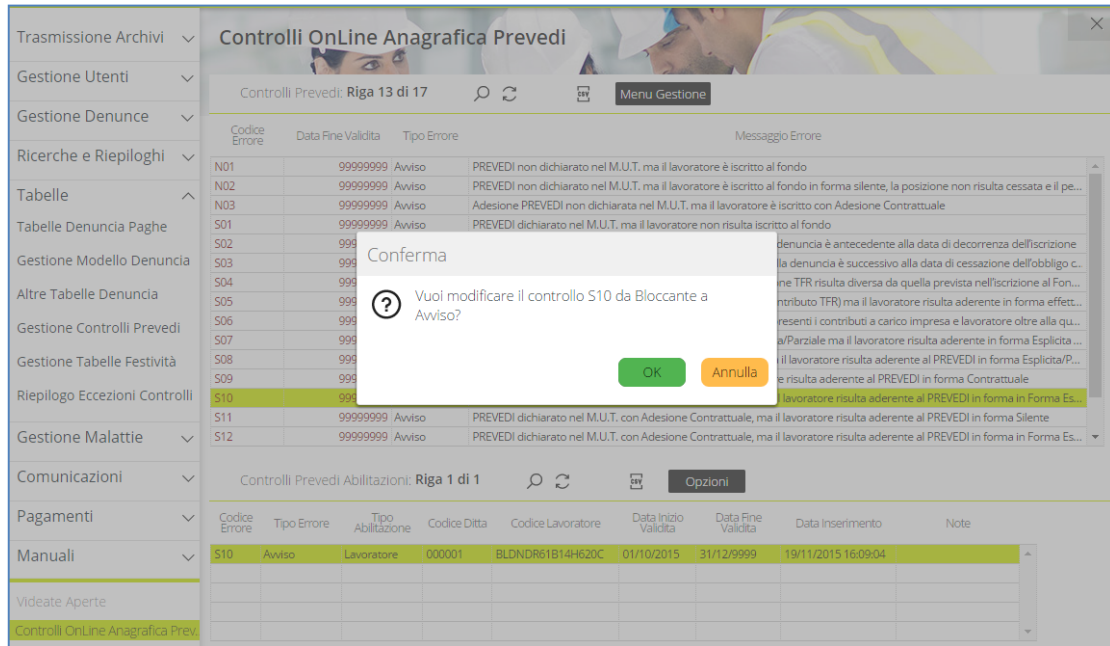 Trasmissione Archivi
Gestione Utenti
Gestione Denunce
Ricerche e Riepiloghi
Tabelle
Tabelle Denuncia Paghe
Gestione Modello Denuncia
Altre Tabelle Denuncia
Gestione Controlli Prevedi
Gestione Tabelle Festività
Riepilogo Eccezioni Controlli
Gestione Malattie
Comunicazioni
Pagamenti
Manuali
Videate Aperte
Controlli OnLine Anagrafica Prev.
Controlli OnLine Anagrafica Prevedi
Controlli Prevedi: Riga 13 di 17 CSV Menu Gestione
Codice Errore Data Fine Validita Tipo Errore Messaggio Errore
N01 99999999 Avviso PREVEDI non dichiarato nel M.U.T. ma il lavoratore è iscritto al fondo
N02 99999999 Avviso PREVEDI non dichiarato nel M.U.T. ma il lavoratore è iscritto al fondo in forma silente, la posizione non risulta cessata e il pe...
N03 99999999 Avviso Adesione PREVEDI non dichiarata nel M.U.T. ma il lavoratore è iscritto con Adesione Contrattuale
S01 99999999 Avviso PREVEDI dichiarato nel M.U.T. ma il lavoratore non risulta iscritto al fondo
S02 999 denuncia è antecedente alla data di decorrenza dell'iscrizione
S03 999 la denuncia è successivo alla data di cessazione dell'obbligo c...
S04 999 ne TFR risulta diversa da quella prevista nell'iscrizione al Fon...
S05 999 ntributo TFR) ma il lavoratore risulta aderente in forma effett...
S06 999 resenti i contributi a carico impresa e lavoratore oltre alla qu...
S07 999 a/Parziale ma il lavoratore risulta aderente in forma Esplicita ...
S08 999 il lavoratore risulta aderente al PREVEDI in forma Esplicita/P...
S09 999 e risulta aderente al PREVEDI in forma Contrattuale
S10 999 l lavoratore risulta aderente al PREVEDI in forma in Forma Es...
S11 99999999 Avviso PREVEDI dichiarato nel M.U.T. con Adesione Contrattuale, ma il lavoratore risulta aderente al PREVEDI in forma Silente
S12 99999999 Avviso PREVEDI dichiarato nel M.U.T. con Adesione Contrattuale, ma il lavoratore risulta aderente al PREVEDI in forma in Forma Es...
Conferma
Vuoi modificare il controllo S10 da Bloccante a
Avviso?
OK Annulla
Controlli Prevedi Abilitazioni: Riga 1 di 1 CSV Opzioni
Codice Errore Tipo Errore Tipo Abilitazione Codice Ditta Codice Lavoratore Data Inizio Validita Data Fine Validita Data Inserimento Note
S10 Avviso Lavoratore 000001 BLDNDR61B14H620C 01/10/2015 31/12/9999 19/11/2015 16:09:04